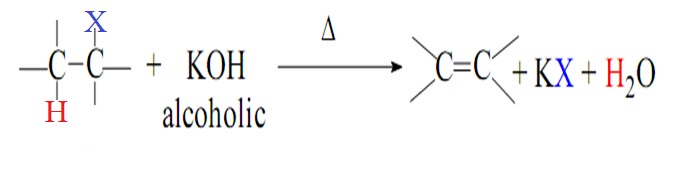 X
Δ
C-C + KOH C=C + KX + H₂O
H
alcoholic